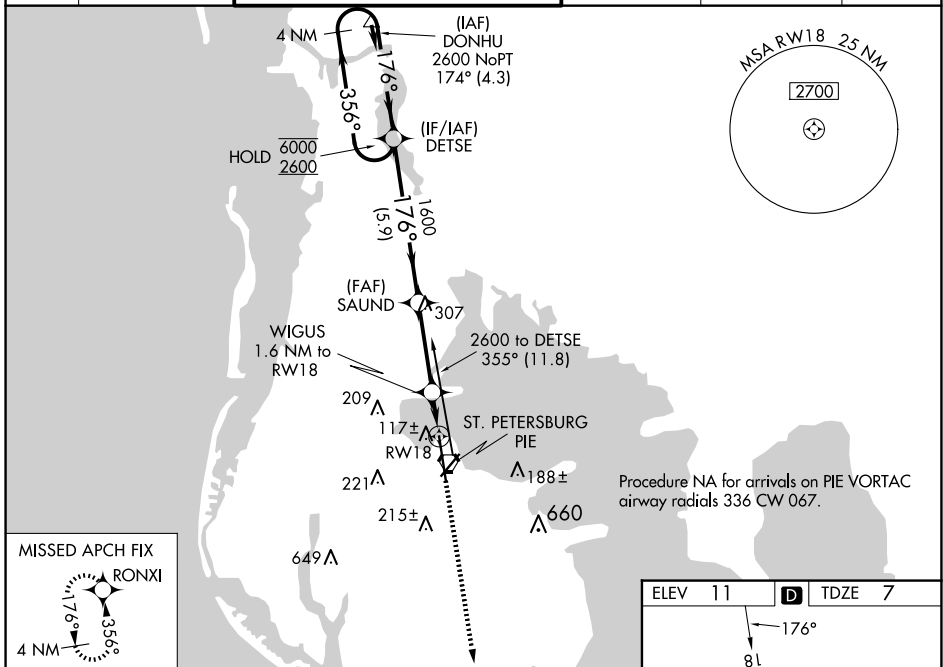 4 NM
(IAF)
DONHU
2600 NoPT
174° (4.3)
176°
356°
HOLD 6000
2600
(IF/IAF)
DETSE
MSA RW18 25 NM
2700
1600
176°
(5.9)
(FAF)
SAUND
307
WIGUS
1.6 NM to
RW18
2600 to DETSE
355° (11.8)
209
117±
RW18
ST. PETERSBURG
PIE
221
188±
215±
660
649
Procedure NA for arrivals on PIE VORTAC
airway radials 336 CW 067.
MISSED APCH FIX
RONXI
176°
356°
4 NM
ELEV 11 D TDZE 7
176°
18